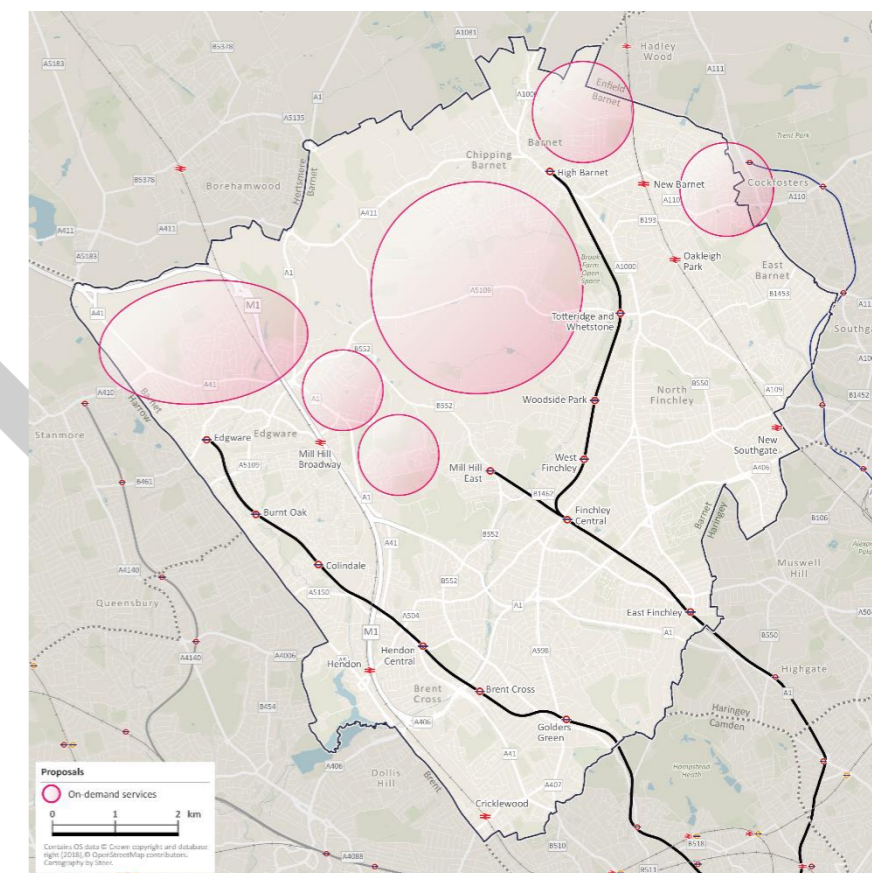 A1081
Hadley
Wood
A5183
B5378
A1
A111
A1000
Enfield
Barnet
A5135
Trent Park
Barnet
Chipping
Barnet
High Barnet
New Barnet
Cockfosters
A110
A110
B5378
Borehamwood
Hertsmere
Barnet
B193
A411
A411
A411
A5183
A1
Oakleigh
Park
Brook
Farm
Open
Space
A1000
East
Barnet
A5109
B1453
M1
Totteridge and
Whetstone
A41
Southgate
B552
A41
A410
Barnet
Harrow
A1
B550
A109
North
Finchley
B1452
B552
Woodside Park
Stanmore
Edgware
Edgware
Mill Hill
Broadway
New
Southgate
West
Finchley
Mill Hill
East
A5109
A406
B461
B1462
A1
Burnt Oak
Finchley
Central
Barnet
Haringey
B106
B552
A41
Muswell
Hill
Colindale
A4140
B552
A5150
Queensbury
A1
A504
East Finchley
M1
A1
B550
Hendon
Central
A598
Hendon
A4140
A4006
Highgate
Brent
Cross
Brent Cross
A1
B454
Haringey
Camden
A406
Golders
Green
A41
Hampstead
Heath
A406
Dollis
Hill
Brent
A407
Cricklewood
B510
B518
A4088
B511
Proposals
On-demand services
0 1 2 km
Contains OS data © Crown copyright and database
right [2018],© OpenStreetMap contributors.
Cartography by Steer.